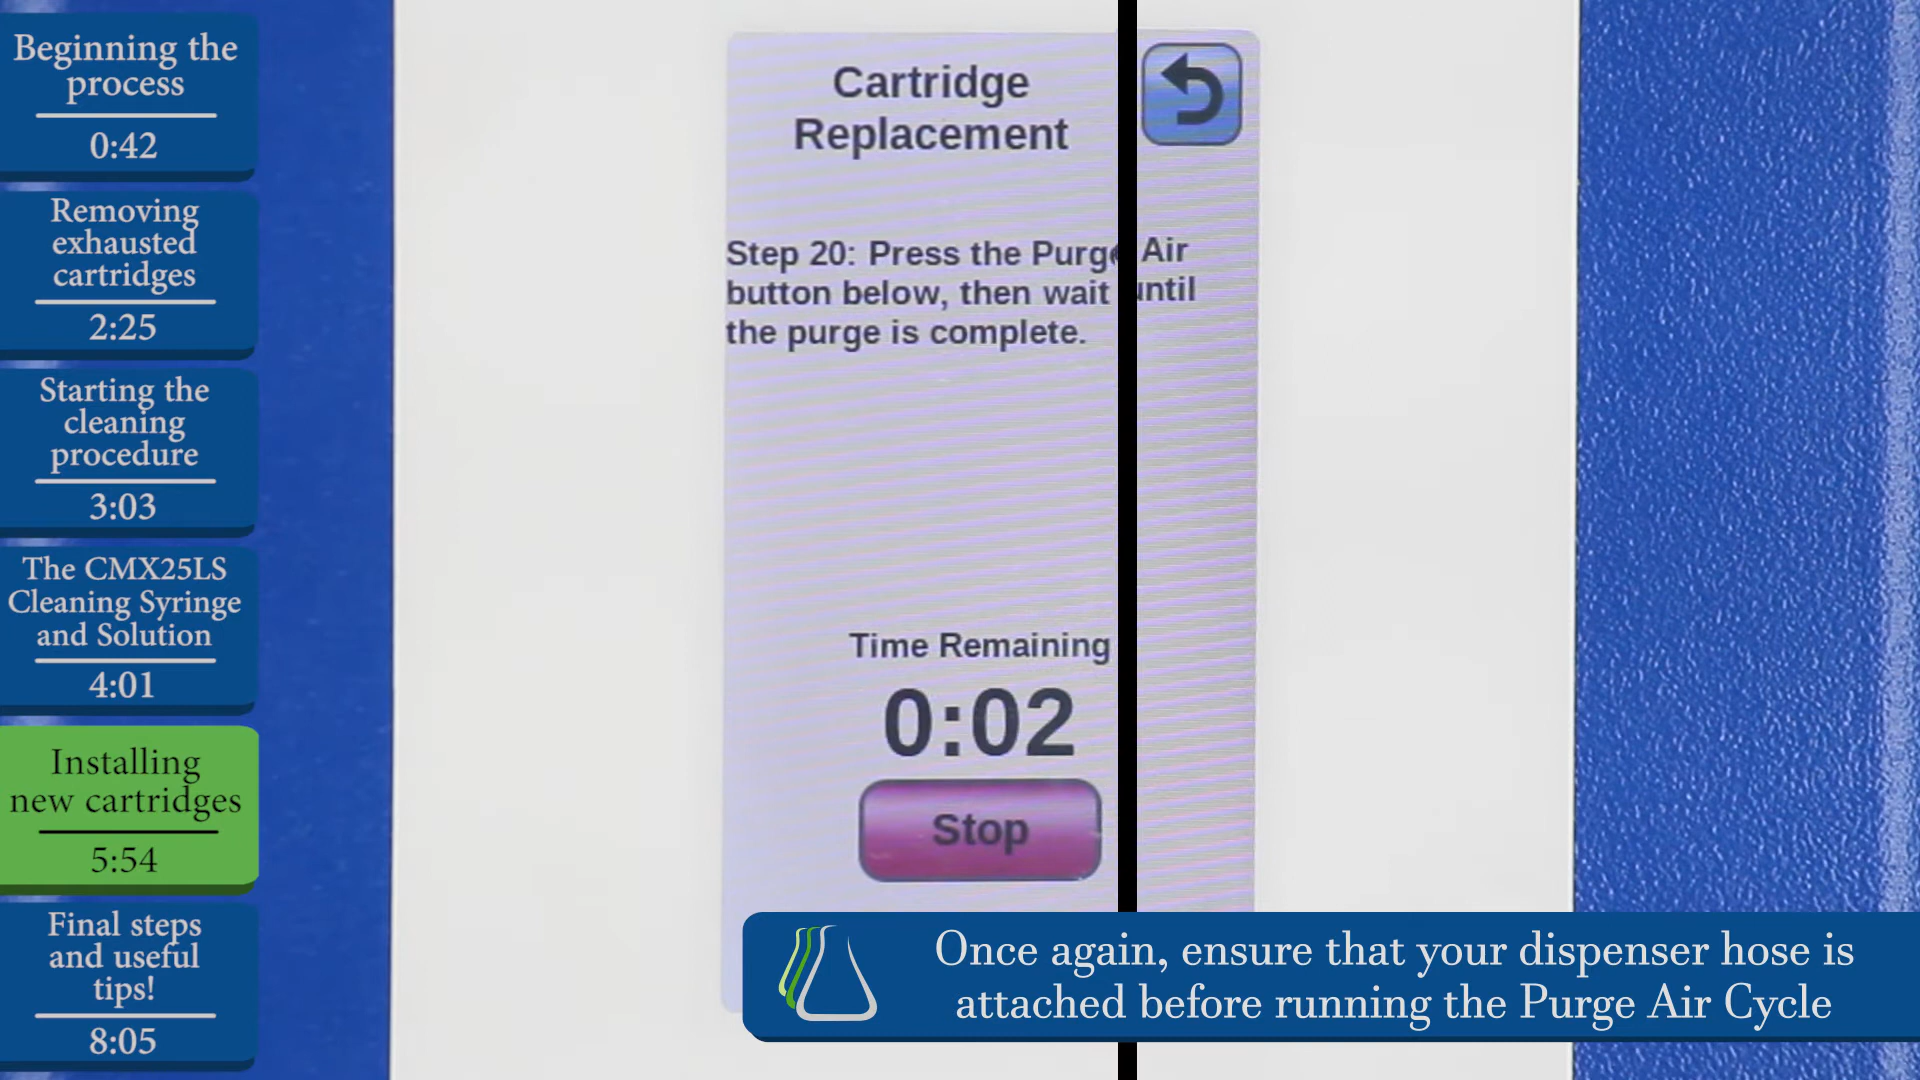 Beginning the
process
0:42
Removing
exhausted
cartridges
2:25
Starting the
cleaning
procedure
3:03
The CMX25LS
Cleaning Syringe
and Solution
4:01
Installing
new cartridges
5:54
Final steps
and useful
tips!
8:05
Cartridge
Replacement
Step 20: Press the Purge Air
button below, then wait until
the purge is complete.
Time Remaining
0:02
Stop
Once again, ensure that your dispenser hose is
attached before running the Purge Air Cycle